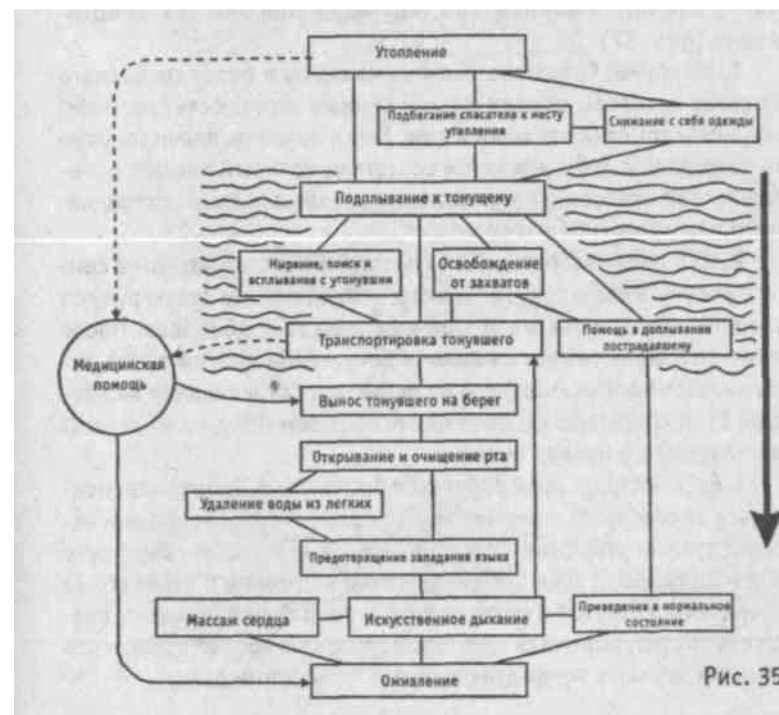 Утопление
Подбегание спасателя к месту
утопления
Снижание с себя одежды
Подплывание к тонущему
Ныряние, поиск и
всплывание с утонувшим
Освобождение
от захватов
Транспортировка тонувшего
Помощь в доплывании
пострадавшему
Медицинская
помощь
Вынос тонущего на берег
Открывание и очищение рта
Удаление воды из легких
Предотвращение западания языка
Массаж сердца
Искусственное дыхание
Приведение в нормальное
состояние
Оживление
Рис. 35